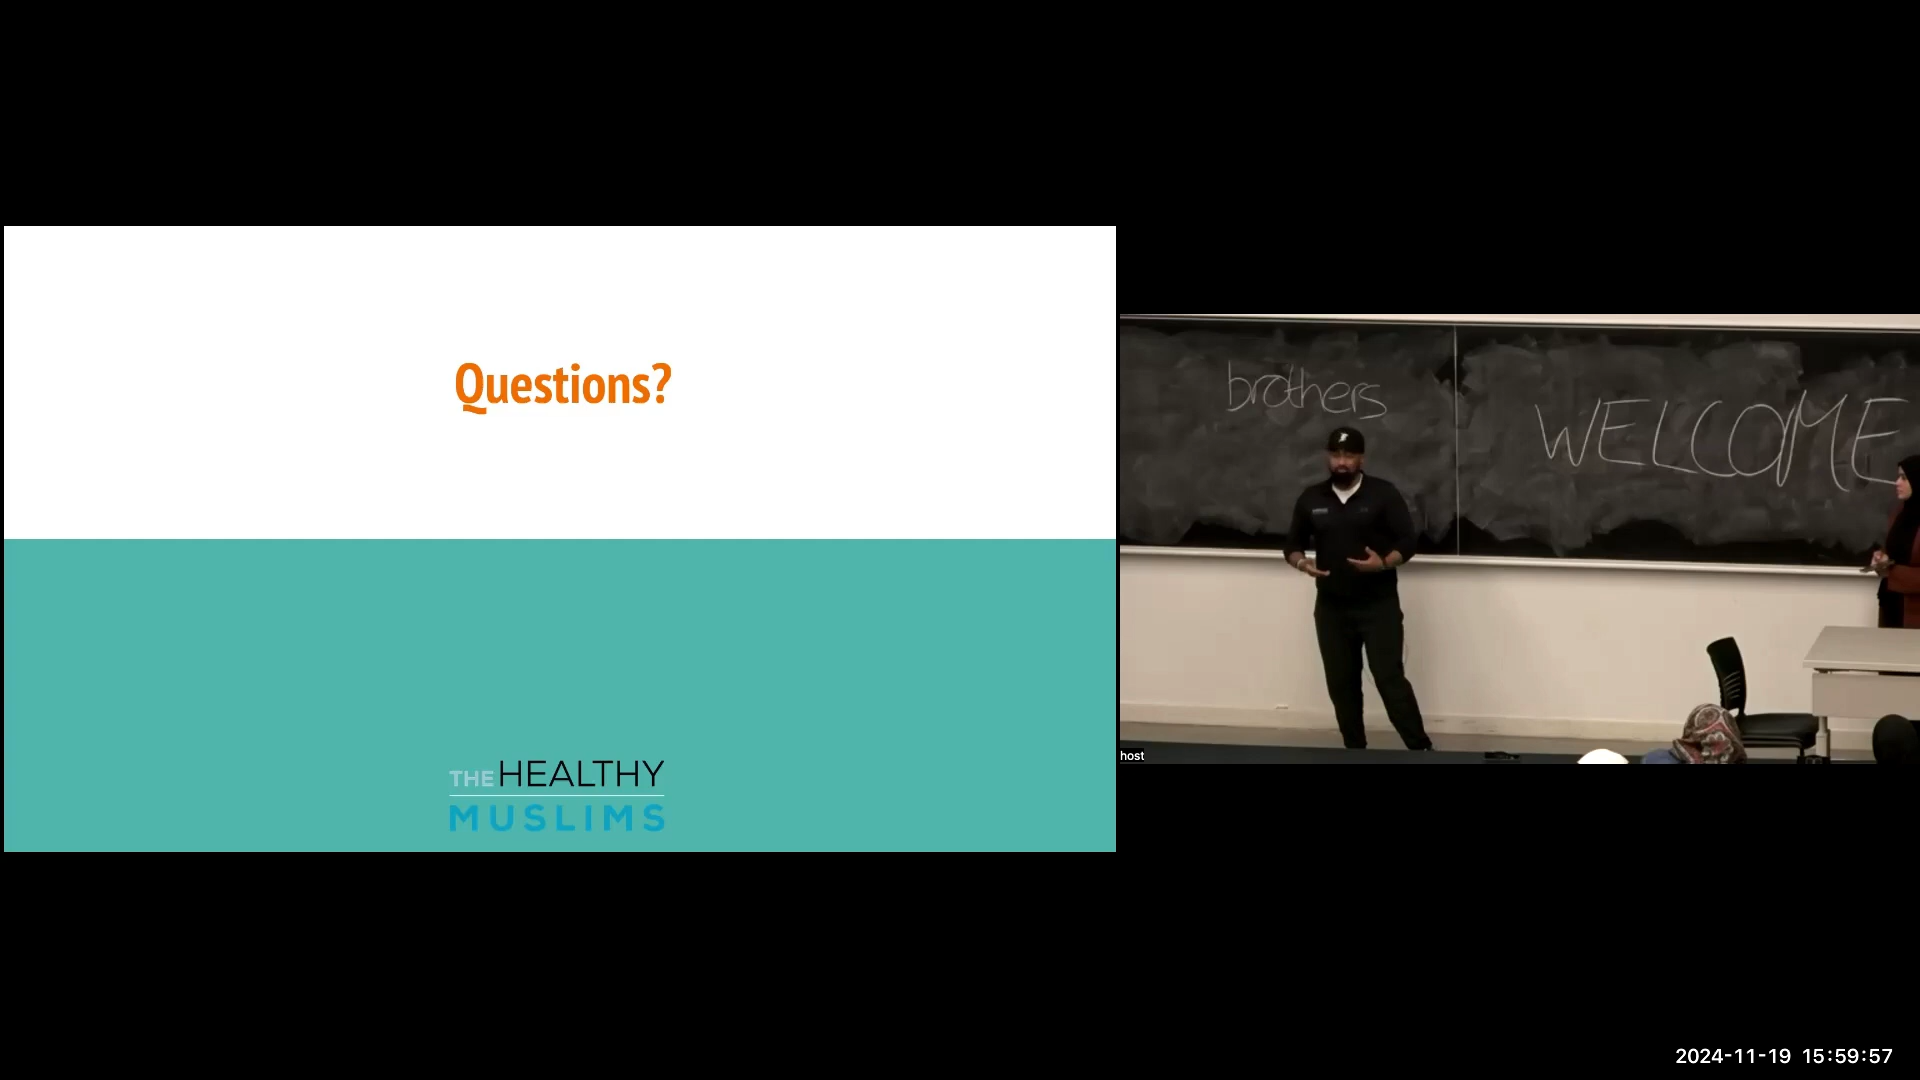 Questions?
THE HEALTHY
MUSLIMS
brothers
WELCOME
host
2024-11-19 15:59:57